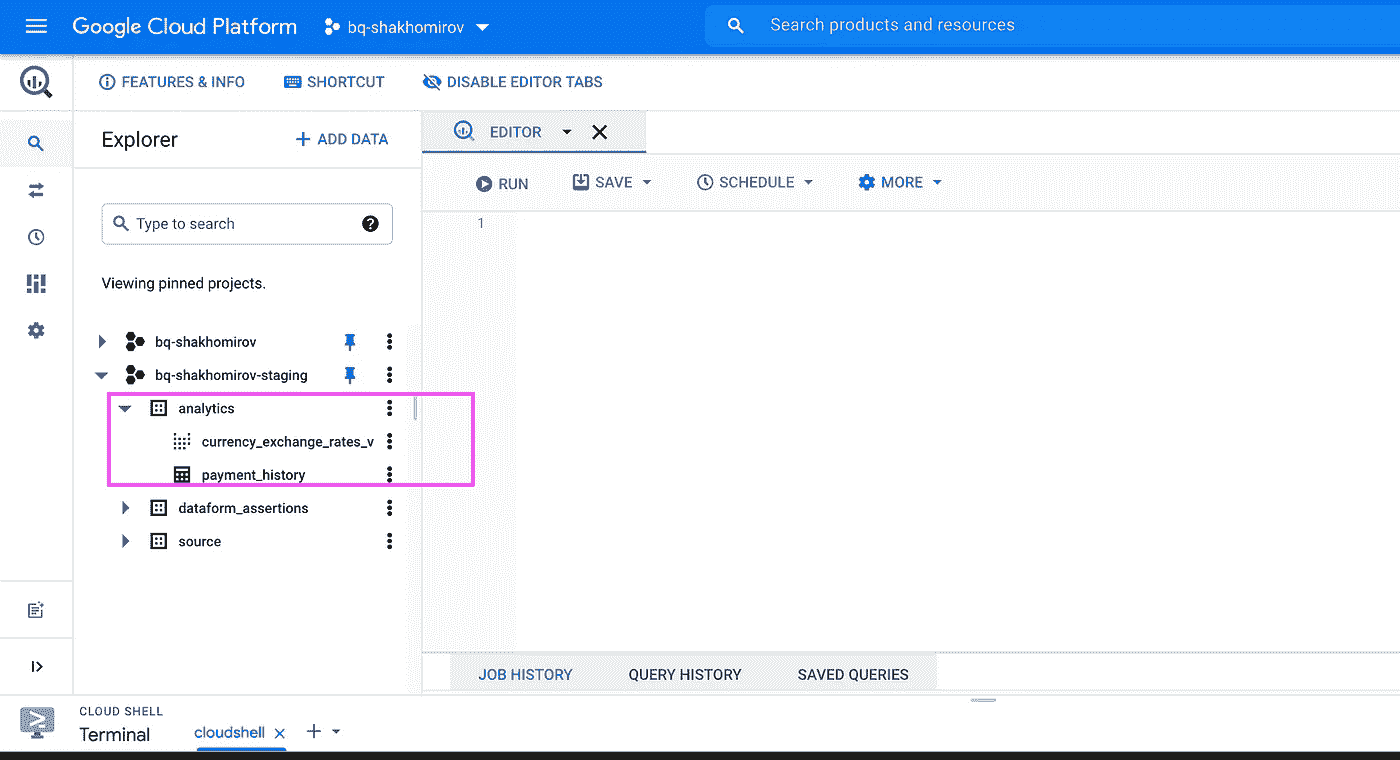 Google Cloud Platform bq-shakhomirov Search products and resources
FEATURES & INFO SHORTCUT DISABLE EDITOR TABS
Explorer + ADD DATA
EDITOR
RUN SAVE SCHEDULE MORE
Type to search
1
Viewing pinned projects.
bq-shakhomirov
bq-shakhomirov-staging
analytics
currency_exchange_rates_v
payment_history
dataform_assertions
source
JOB HISTORY QUERY HISTORY SAVED QUERIES
CLOUD SHELL
Terminal
cloudshell